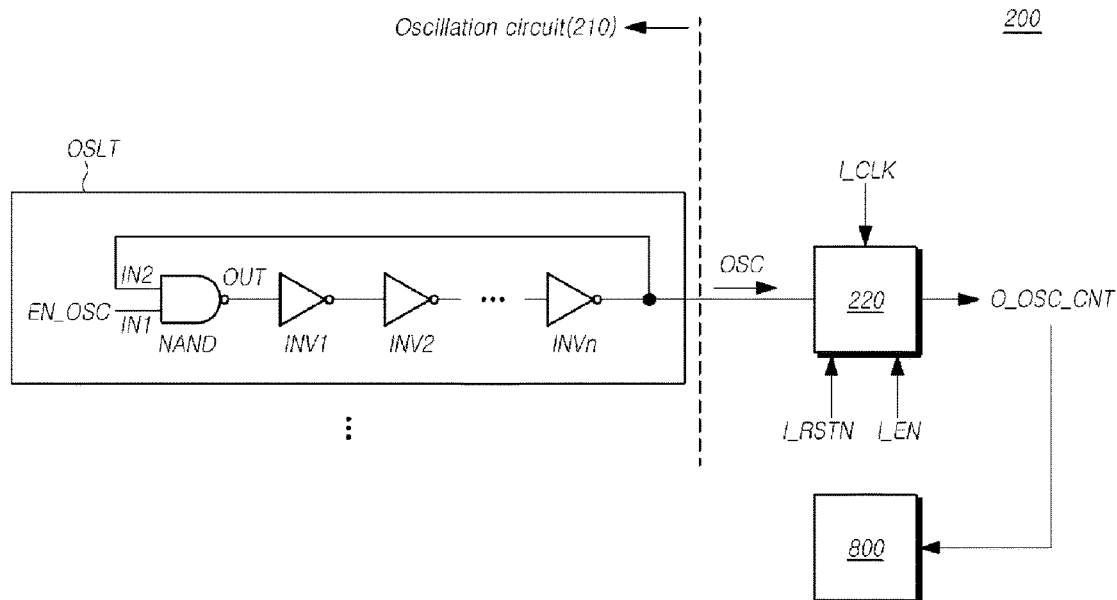 Oscillation circuit(210)
200
OSLT
I_CLK
IN2
OUT
OSC
EN_OSC
IN1
NAND
INV1
INV2
...
INVn
220
O_OSC_CNT
I_RSTN
I_EN
800